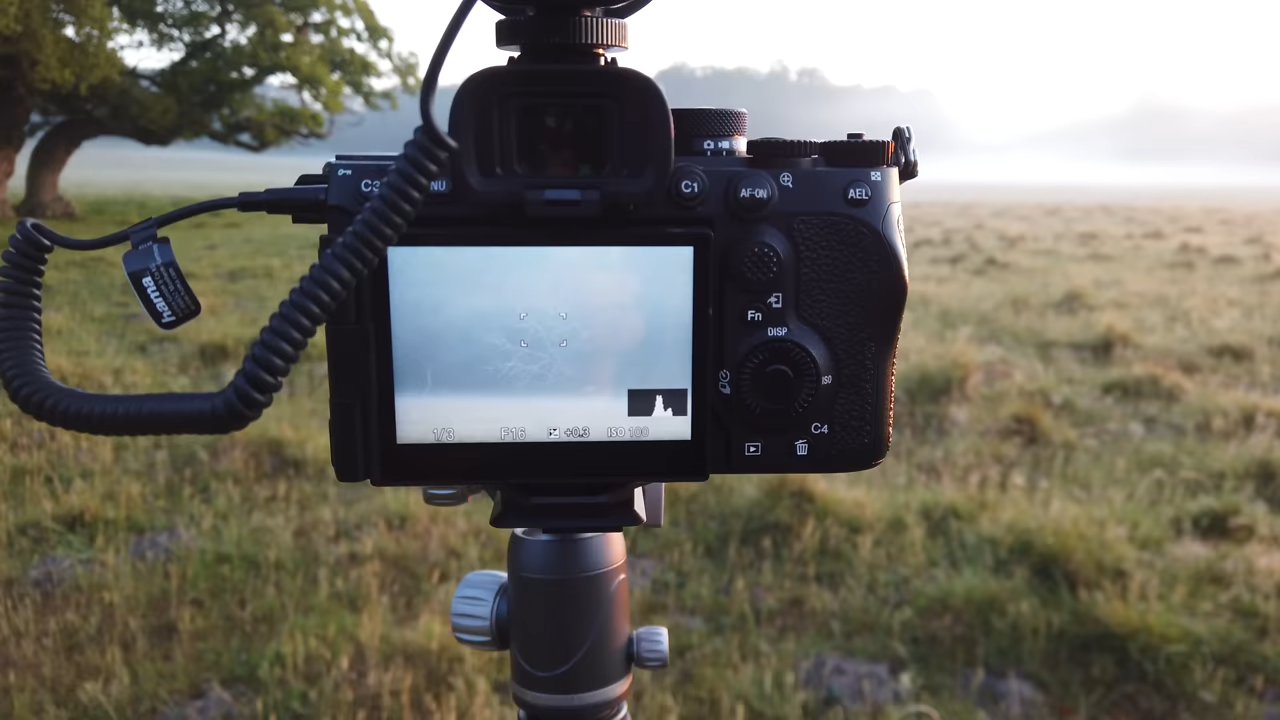 C3
NU
C1
AF-ON
AEL
hama
Fn
DISP
ISO
C4
1/3
F16
+0.3
ISO 100